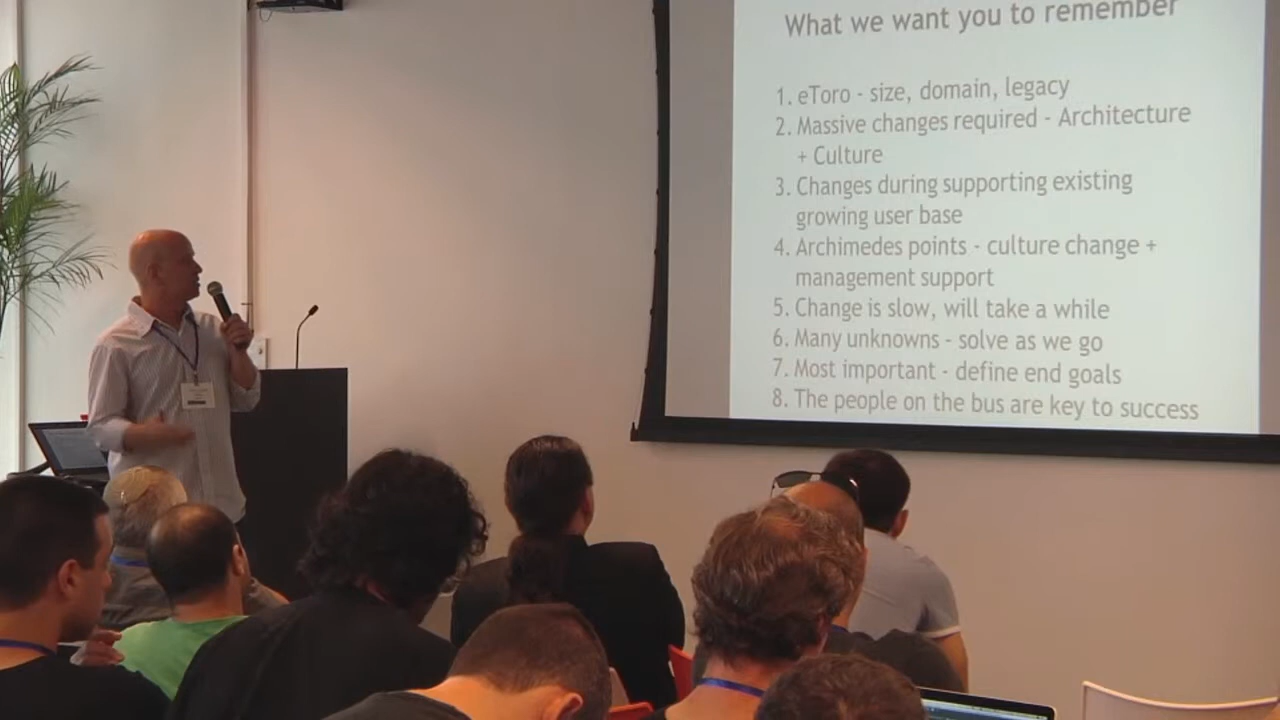 What we want you to remember
1. eToro - size, domain, legacy
2. Massive changes required - Architecture
+ Culture
3. Changes during supporting existing
growing user base
4. Archimedes points - culture change +
management support
5. Change is slow, will take a while
6. Many unknowns - solve as we go
7. Most important - define end goals
8. The people on the bus are key to success